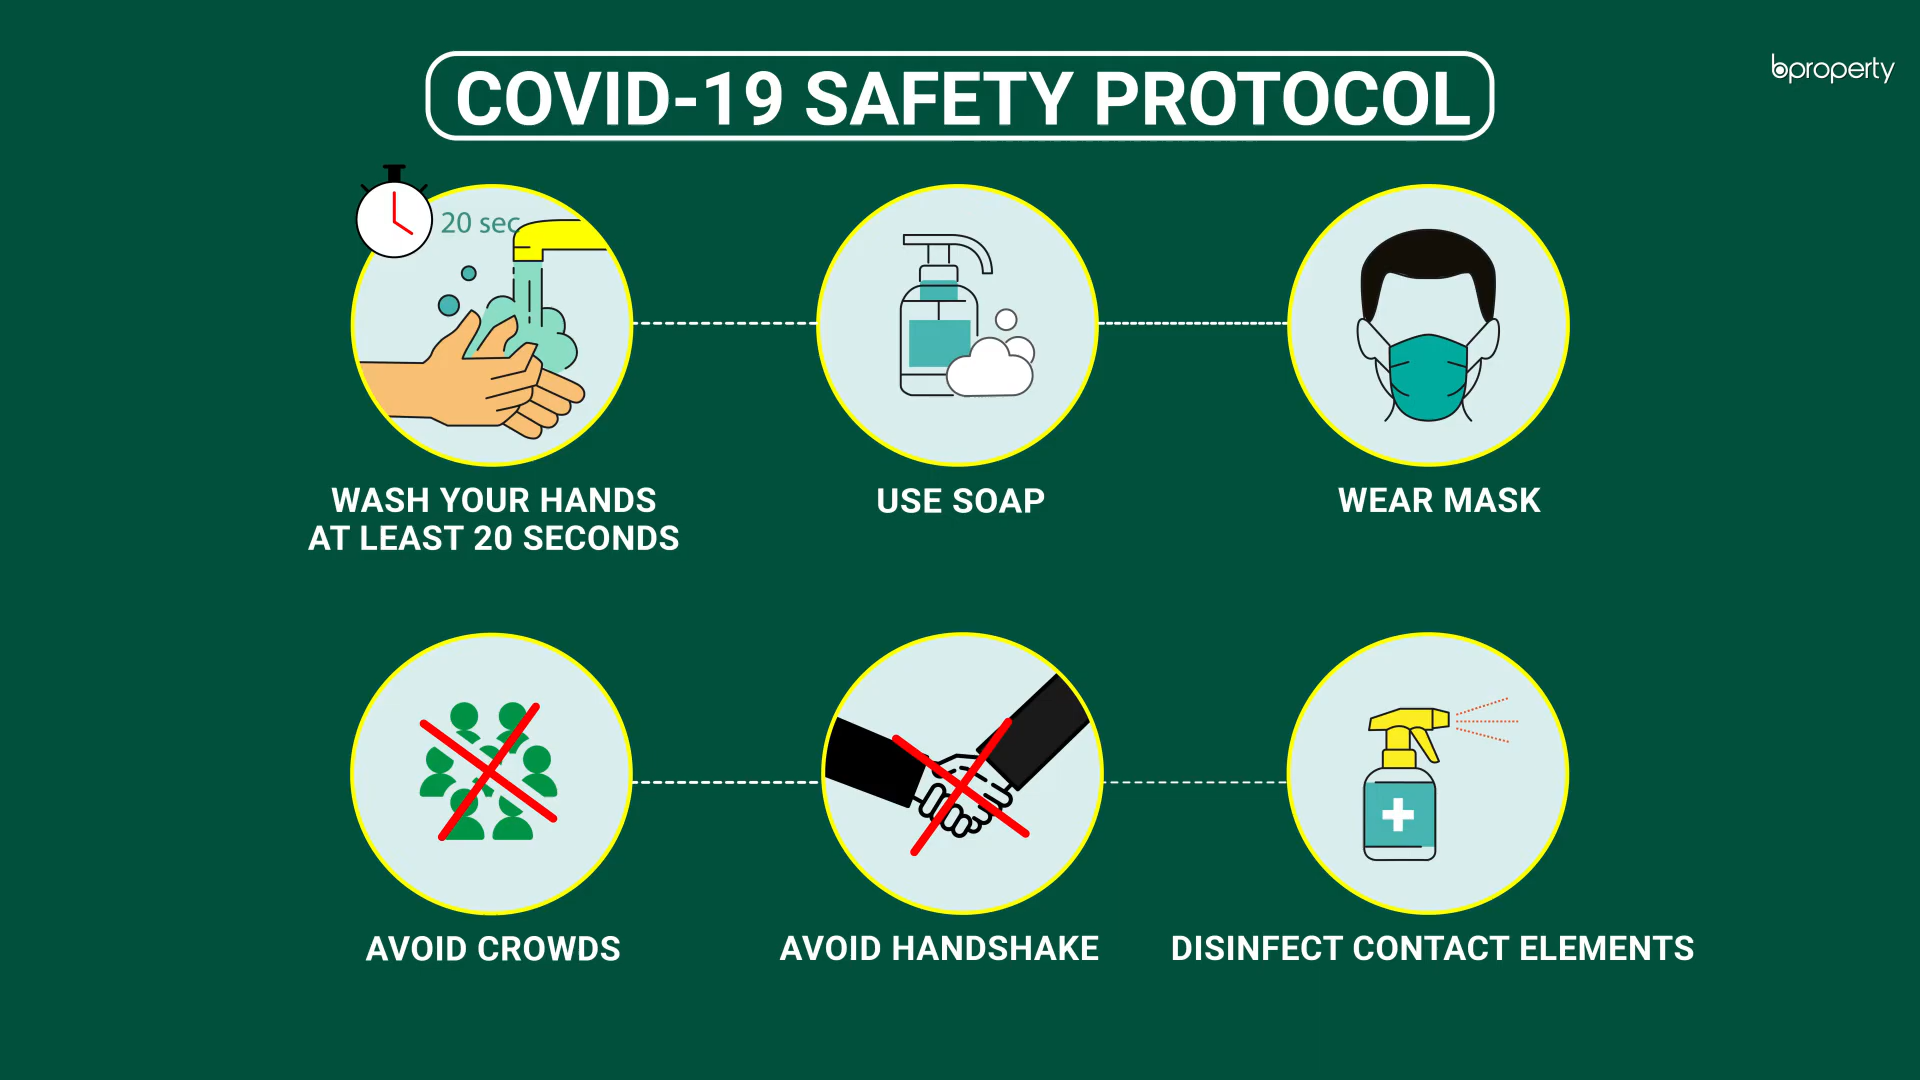 COVID-19 SAFETY PROTOCOL
bproperty
20 sec
WASH YOUR HANDS
AT LEAST 20 SECONDS
USE SOAP
WEAR MASK
AVOID CROWDS
AVOID HANDSHAKE
DISINFECT CONTACT ELEMENTS